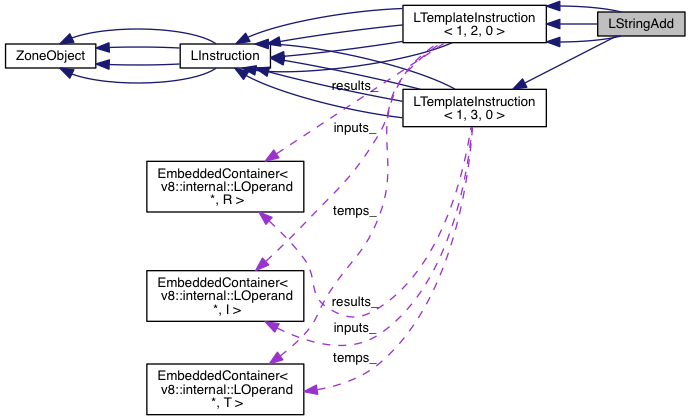 LTemplateInstruction
< 1, 2, 0 >
LStringAdd
ZoneObject
LInstruction
results_
LTemplateInstruction
< 1, 3, 0 >
inputs_
EmbeddedContainer<
v8::internal::LOperand
*, R >
temps_
EmbeddedContainer<
v8::internal::LOperand
*, I >
results_
inputs_
temps_
EmbeddedContainer<
v8::internal::LOperand
*, T >